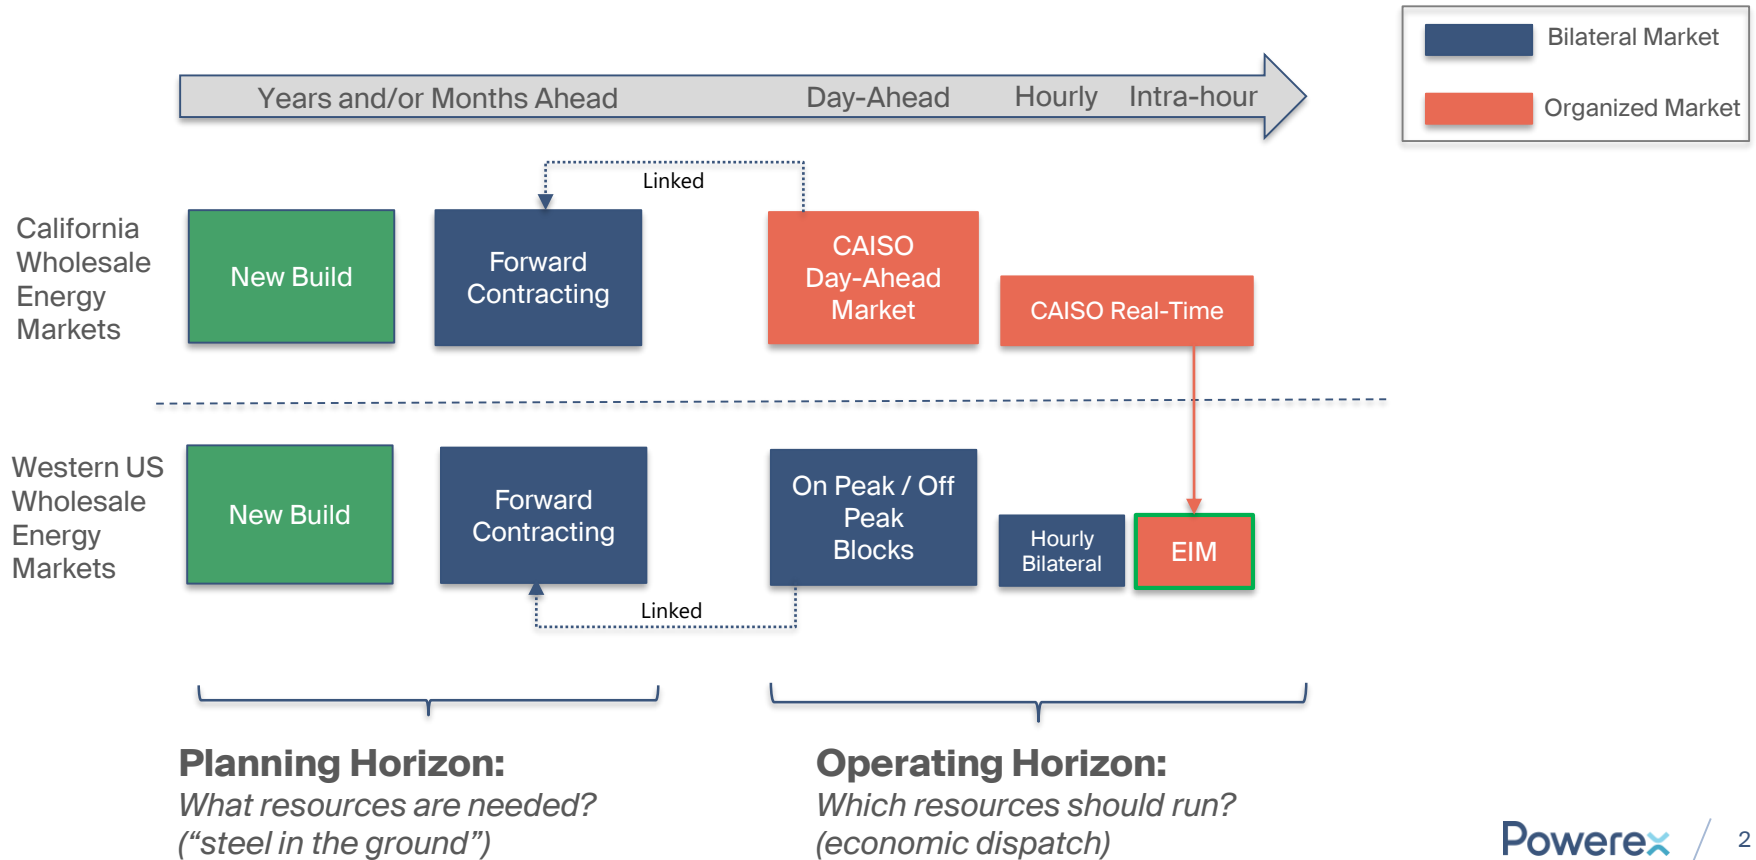 Bilateral Market
Organized Market
Years and/or Months Ahead
Day-Ahead
Hourly
Intra-hour
Linked
California
Wholesale
Energy
Markets
New Build
Forward
Contracting
CAISO
Day-Ahead
Market
CAISO Real-Time
Western US
Wholesale
Energy
Markets
New Build
Forward
Contracting
On Peak / Off
Peak
Blocks
Hourly
Bilateral
EIM
Linked
Planning Horizon:
What resources are needed?
(“steel in the ground”)
Operating Horizon:
Which resources should run?
(economic dispatch)
Powerex
2